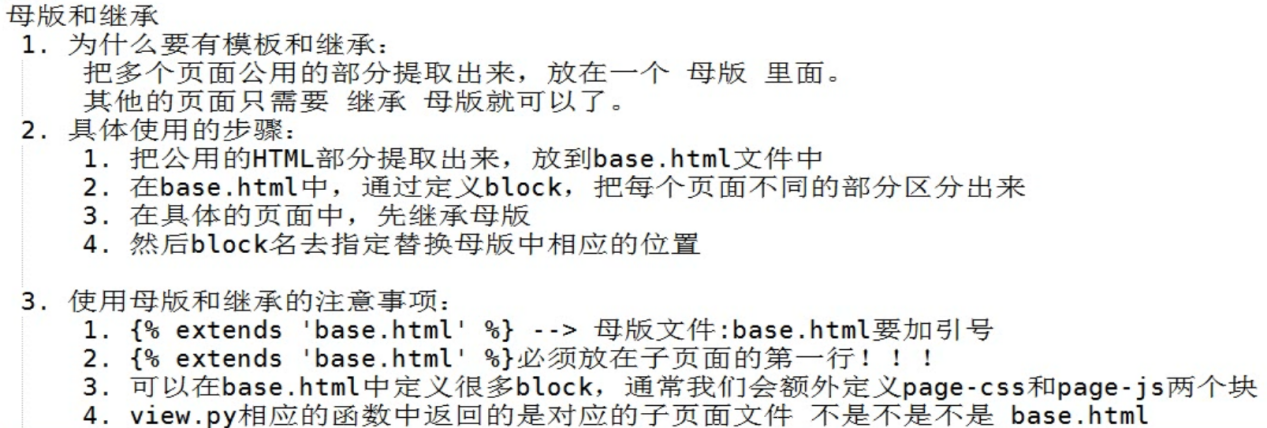 母版和继承
1. 为什么要有模板和继承：
把多个页面公用的部分提取出来，放在一个 母版 里面。
其他的页面只需要 继承 母版就可以了。
2. 具体使用的步骤：
1. 把公用的HTML部分提取出来，放到base.html文件中
2. 在base.html中，通过定义block，把每个页面不同的部分区分出来
3. 在具体的页面中，先继承母版
4. 然后block名去指定替换母版中相应的位置
3. 使用母版和继承的注意事项：
1. {% extends 'base.html' %} --> 母版文件:base.html要加引号
2. {% extends 'base.html' %}必须放在子页面的第一行！！！
3. 可以在base.html中定义很多block，通常我们会额外定义page-css和page-js两个块
4. view.py相应的函数中返回的是对应的子页面文件 不是不是不是 base.html